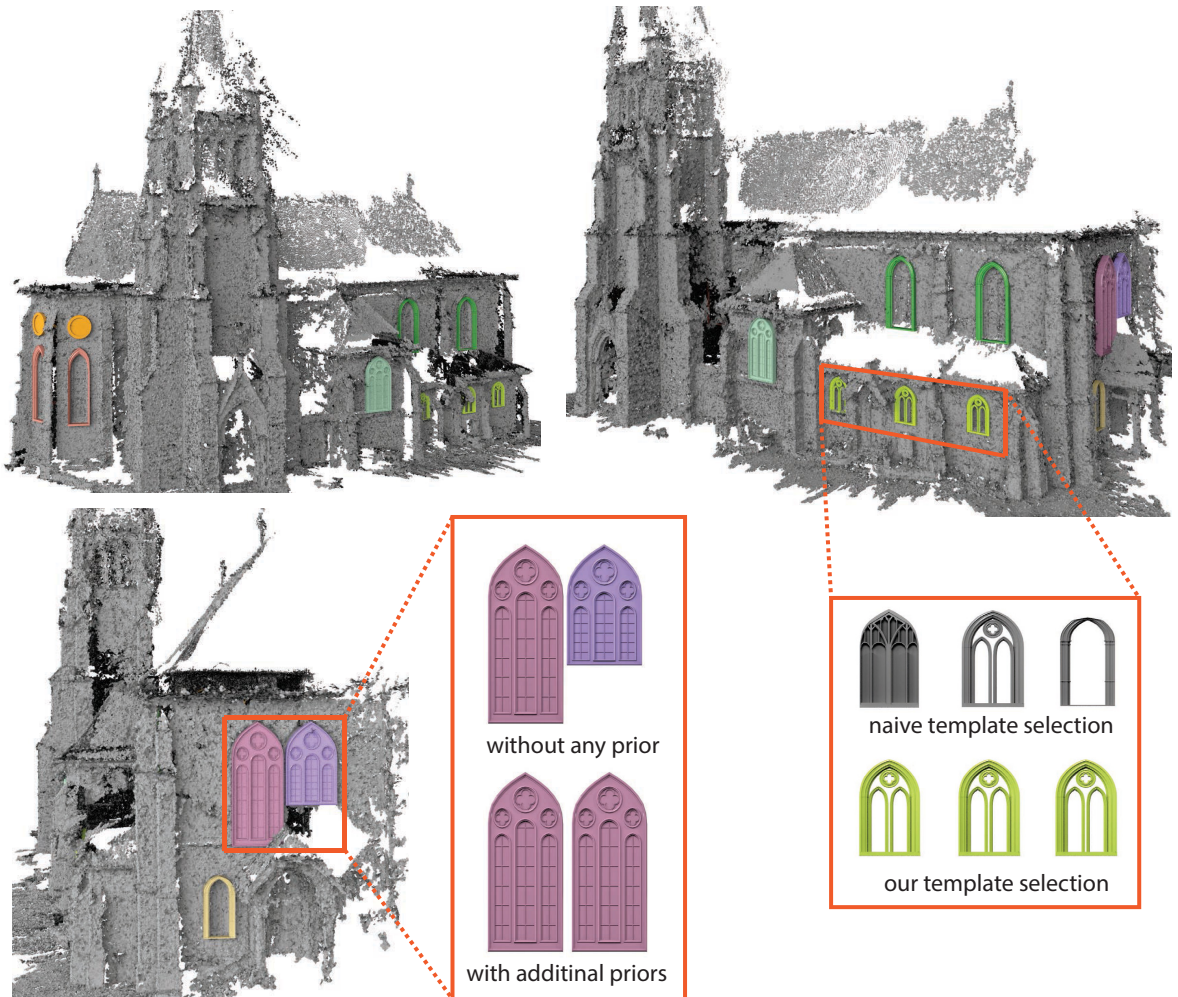 without any prior
with additinal priors
naive template selection
our template selection